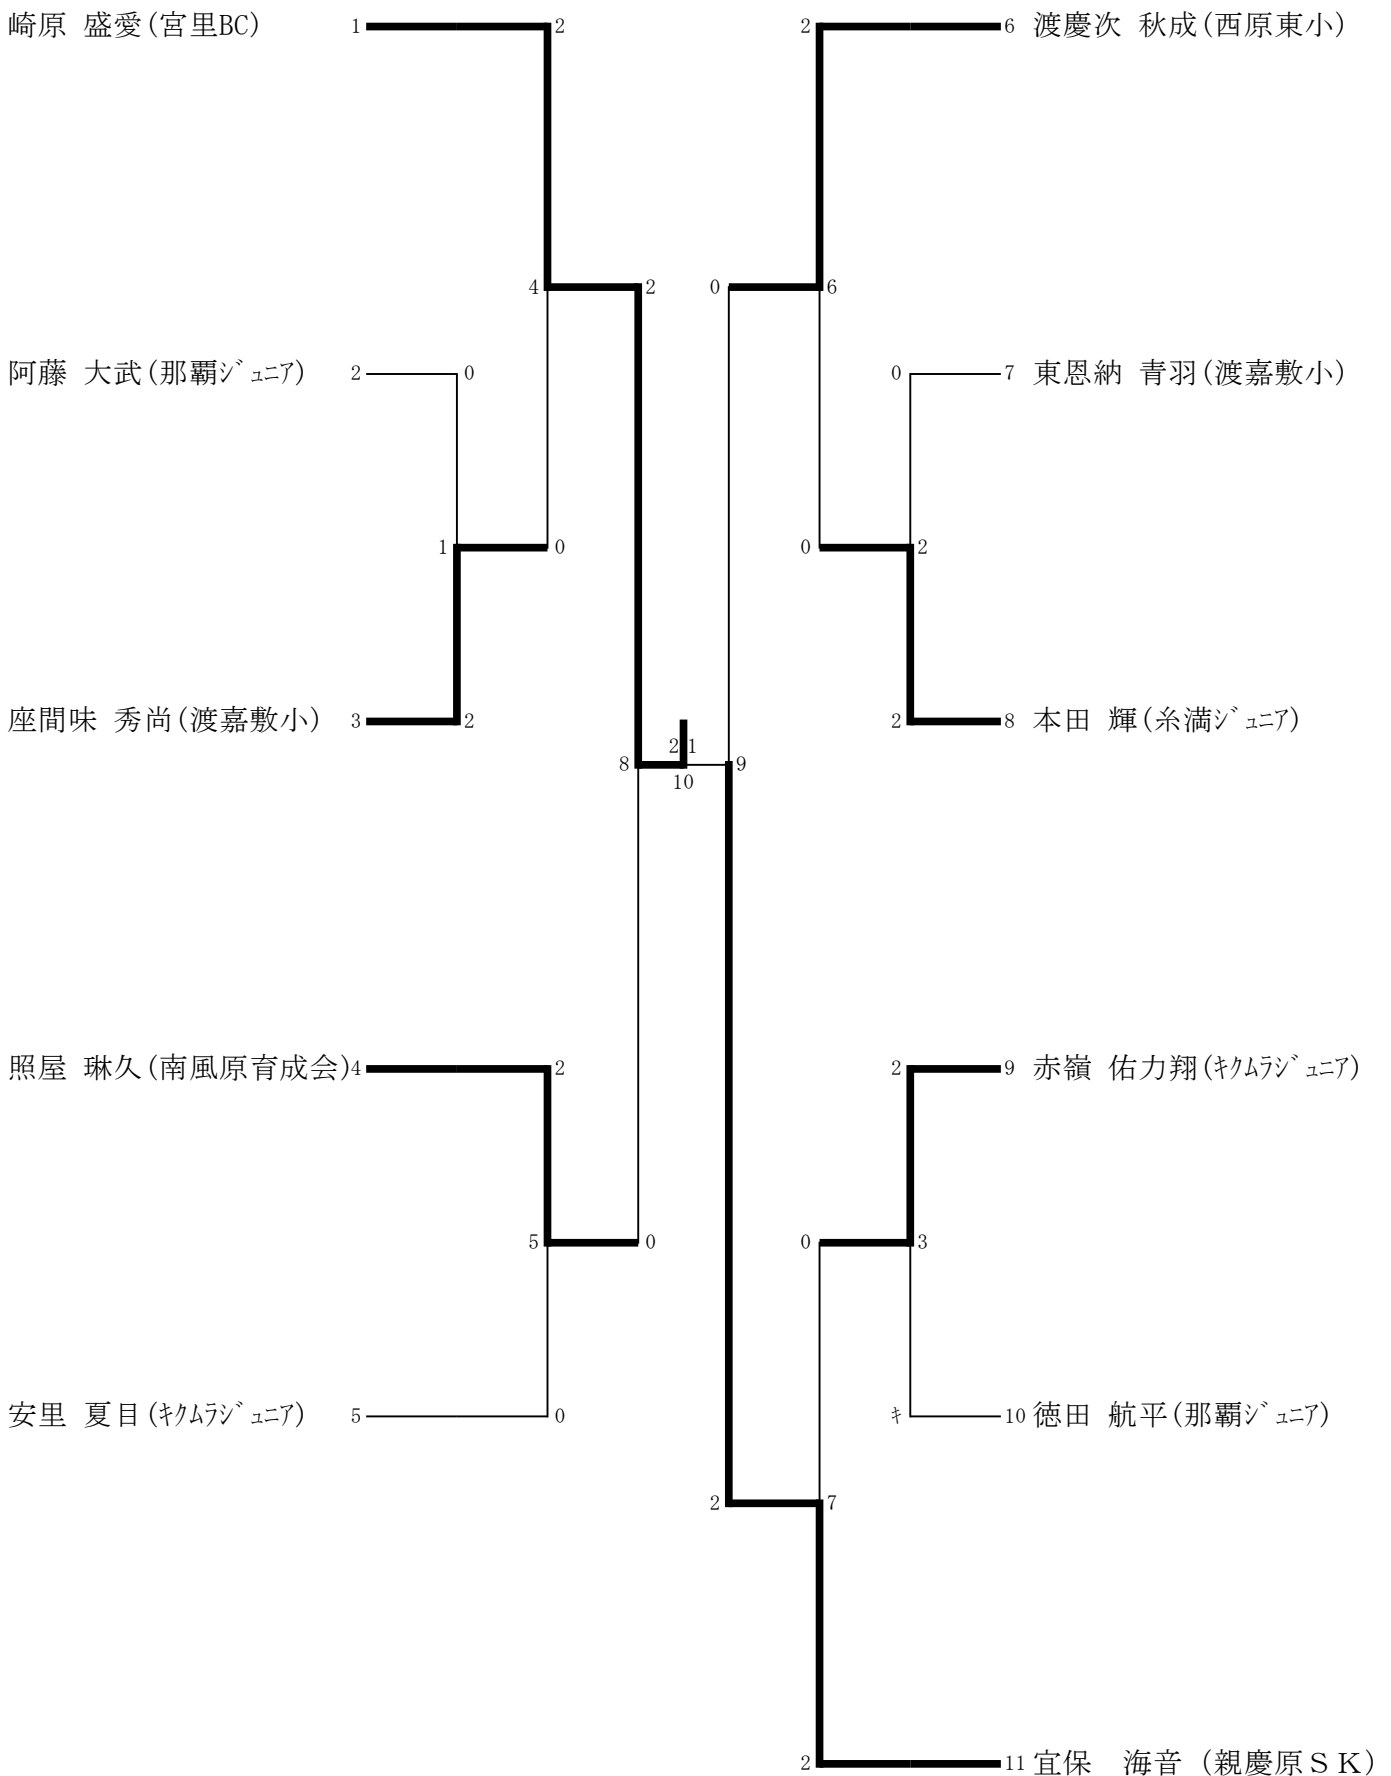 崎原 盛愛(宮里BC) 1 2 2 6 渡慶次 秋成(西原東小)
4 2 0 6
阿藤 大武(那覇ｼﾞｭﾆｱ) 2 0 0 7 東恩納 青羽(渡嘉敷小)
1 0 0 2
座間味 秀尚(渡嘉敷小) 3 2 2 8 本田 輝(糸満ｼﾞｭﾆｱ)
2 1
8 9
10
照屋 琳久(南風原育成会) 4 2 2 9 赤嶺 佑力翔(ｷｸムﾗｼﾞｭﾆｱ)
5 0 0 3
安里 夏目(ｷｸムﾗｼﾞｭﾆｱ) 5 0 ｷ 10 徳田 航平(那覇ｼﾞｭﾆｱ)
2 7
2 11 宜保 海音 (親慶原ＳＫ)